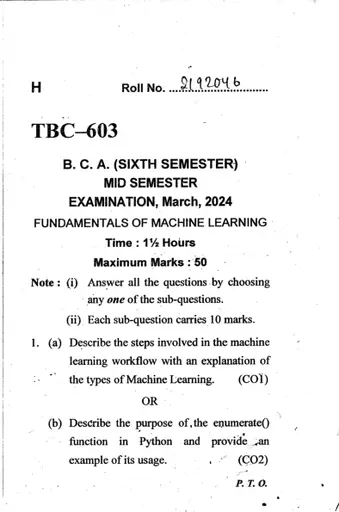 H Roll No. ....2192046..........
TBC–603
B. C. A. (SIXTH SEMESTER)
MID SEMESTER
EXAMINATION, March, 2024
FUNDAMENTALS OF MACHINE LEARNING
Time : 1½ Hours
Maximum Marks : 50
Note : (i) Answer all the questions by choosing
any one of the sub-questions.
(ii) Each sub-question carries 10 marks.
1. (a) Describe the steps involved in the machine
learning workflow with an explanation of
the types of Machine Learning. (CO1)
OR
(b) Describe the purpose of the enumerate()
function in Python and provide an
example of its usage. (CO2)
P. T. O.